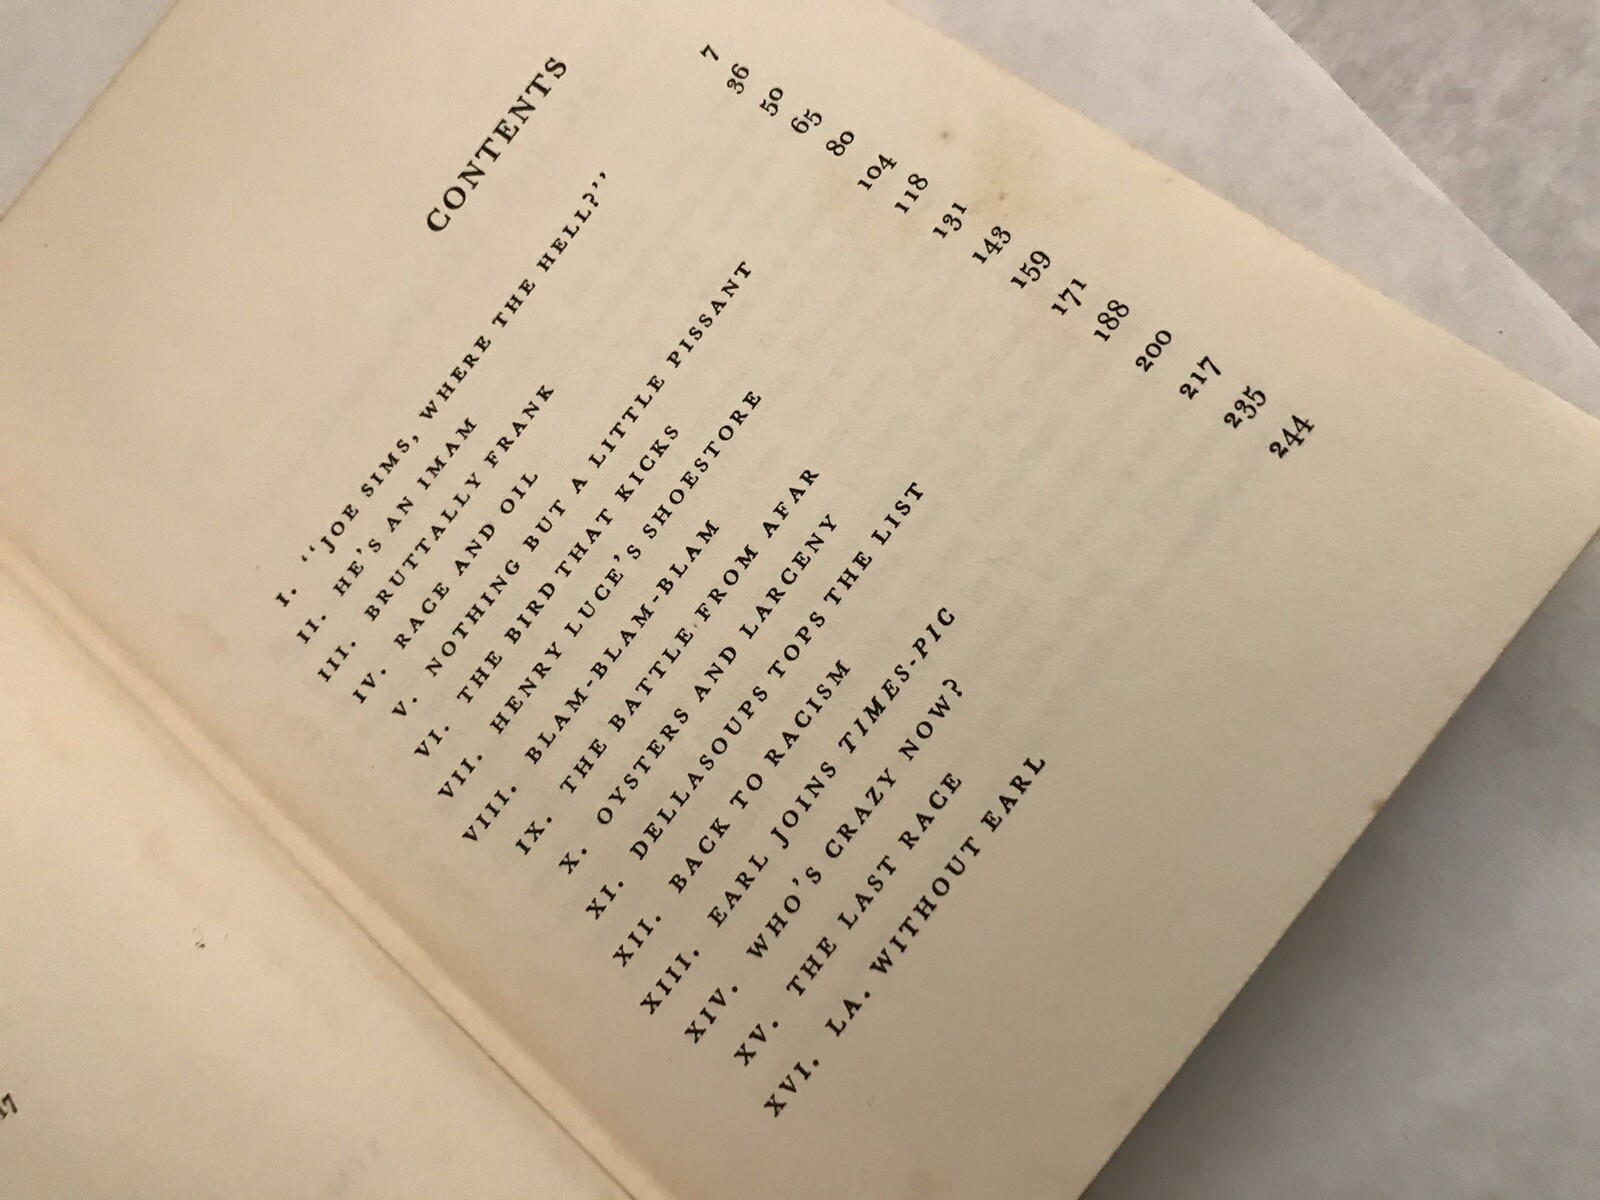 CONTENTS
I. "JOE SIMS, WHERE THE HELL?" 7
II. HE'S AN IMAM 36
III. BRUTTALLY FRANK 50
IV. RACE AND OIL 65
V. NOTHING BUT A LITTLE PISSANT 80
VI. THE BIRD THAT KICKS 104
VII. HENRY LUCE'S SHOESTORE 118
VIII. BLAM-BLAM-BLAM 131
IX. THE BATTLE FROM AFAR 143
X. OYSTERS AND LARCENY 159
XI. DELLASOUPS TOPS THE LIST 171
XII. BACK TO RACISM 188
XIII. EARL JOINS TIMES-PIC 200
XIV. WHO'S CRAZY NOW? 217
XV. THE LAST RACE 235
XVI. LA. WITHOUT EARL 244